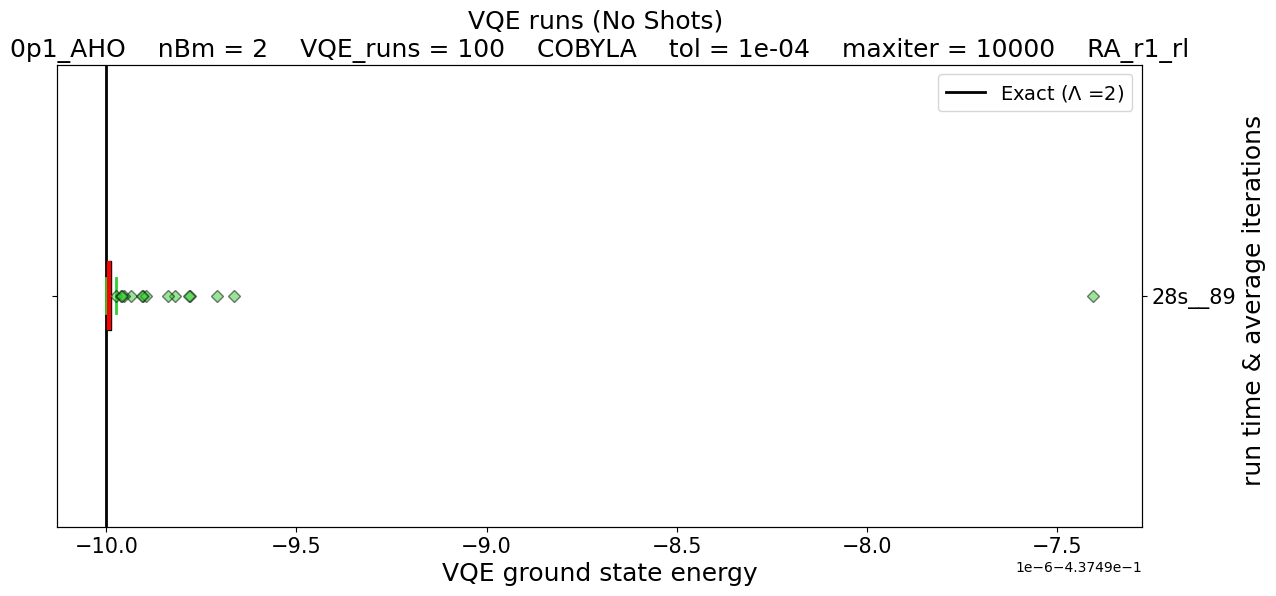 VQE runs (No Shots)
0p1_AHO nBm = 2 VQE_runs = 100 COBYLA tol = 1e-04 maxiter = 10000 RA_r1_rl
Exact (Λ =2)
28s__89
run time & average iterations
−10.0 −9.5 −9.0 −8.5 −8.0 −7.5
1e−6−4.3749e−1
VQE ground state energy